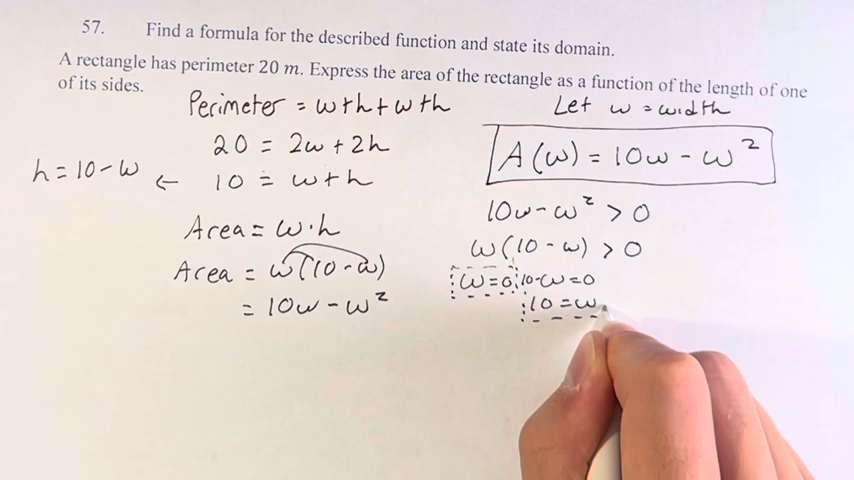 57. Find a formula for the described function and state its domain.
A rectangle has perimeter 20 m. Express the area of the rectangle as a function of the length of one
of its sides.
Perimeter = w+h+w+h
20 = 2w + 2h
10 = w+h
h = 10 - w ←
Area = w·h
Area = w(10-w)
= 10w - w²
Let w = width
A(w) = 10w - w²
10w - w² > 0
w(10 - w) > 0
w = 0 10-w=0
10 = w